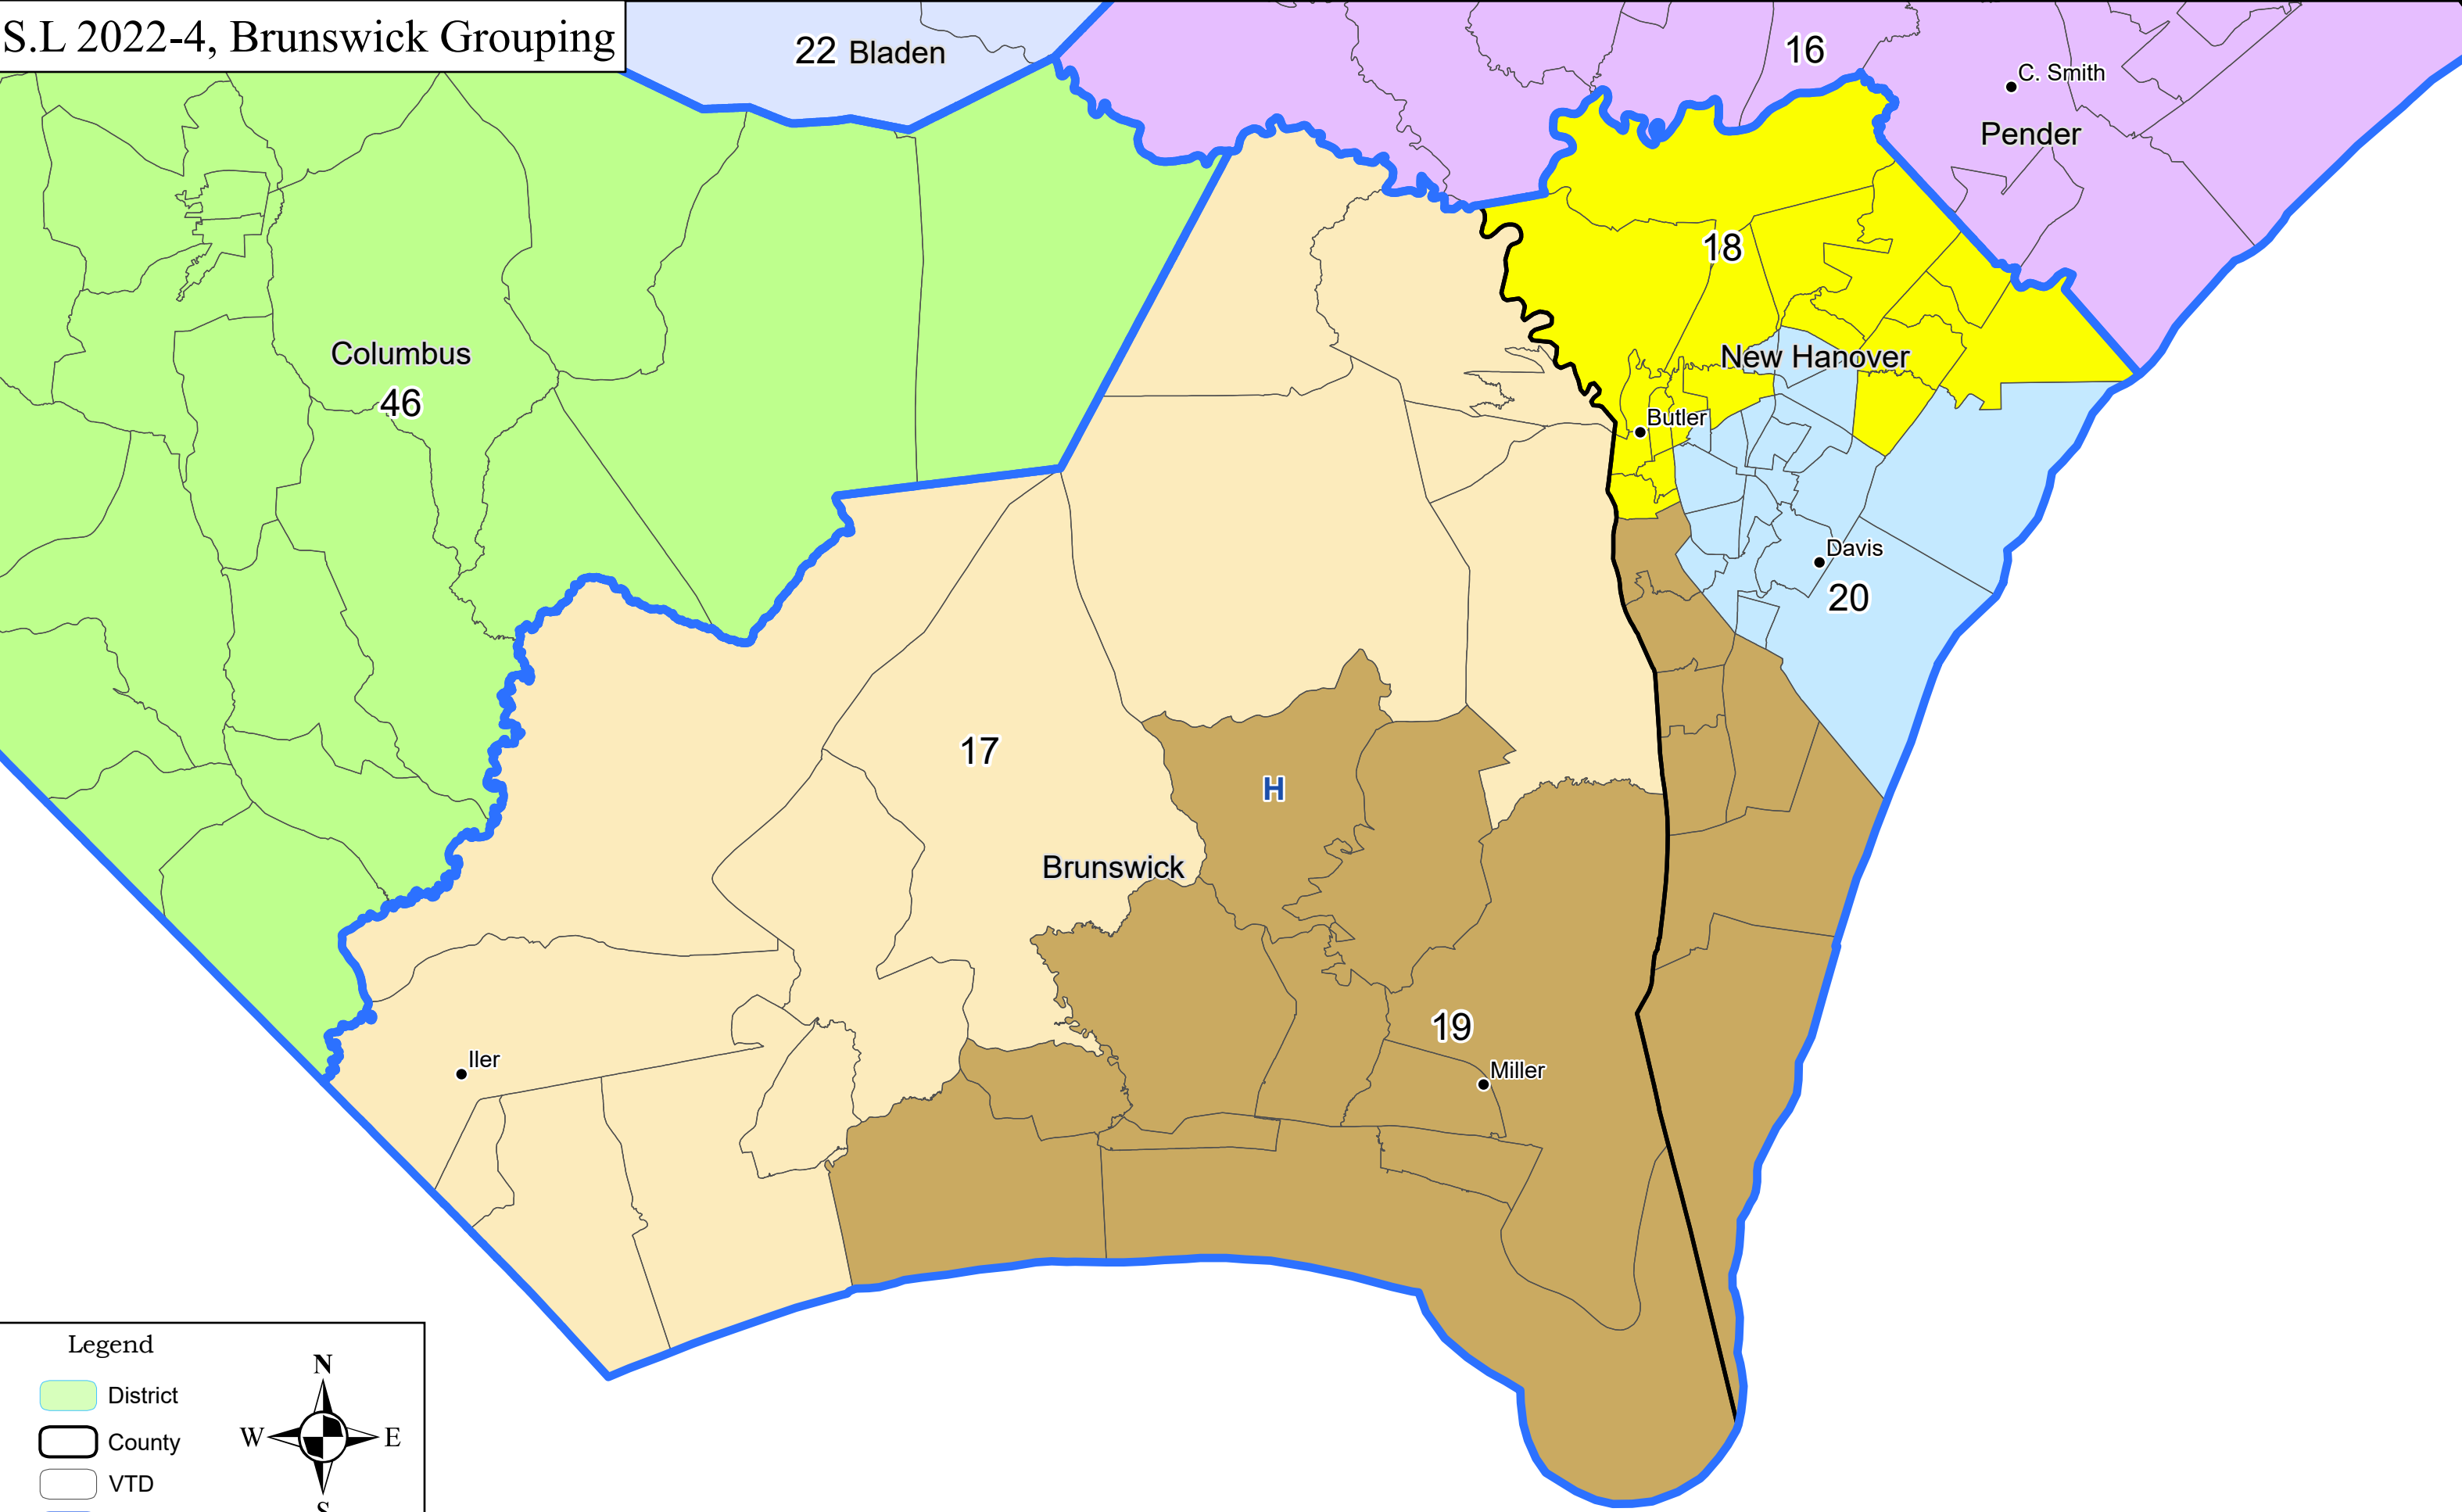 S.L 2022-4, Brunswick Grouping
22 Bladen
16
C. Smith
Pender
18
Columbus
46
New Hanover
Butler
Davis
20
17
H
Brunswick
19
Iler
Miller
Legend
District
County
VTD
N
W E
S